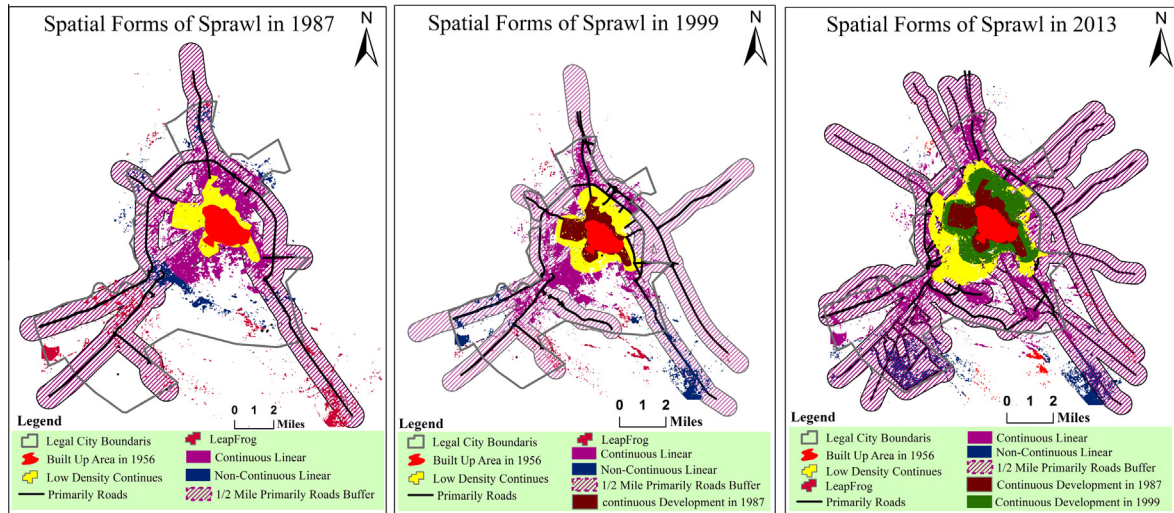 Spatial Forms of Sprawl in 1987
N
0 1 2
Miles
Legend
Legal City Boundaris
LeapFrog
Built Up Area in 1956
Continuous Linear
Low Density Continues
Non-Continuous Linear
Primarily Roads
1/2 Mile Primarily Roads Buffer
Spatial Forms of Sprawl in 1999
N
0 1 2
Miles
Legend
Legal City Boundaris
LeapFrog
Built Up Area in 1956
Continuous Linear
Low Density Continues
Non-Continuous Linear
Primarily Roads
1/2 Mile Primarily Roads Buffer
continuous Development in 1987
Spatial Forms of Sprawl in 2013
N
0 1 2
Miles
Legend
Legal City Boundaris
Continuous Linear
Built Up Area in 1956
Non-Continuous Linear
Low Density Continues
1/2 Mile Primarily Roads Buffer
LeapFrog
Continuous Development in 1987
Primarily Roads
Continuous Development in 1999